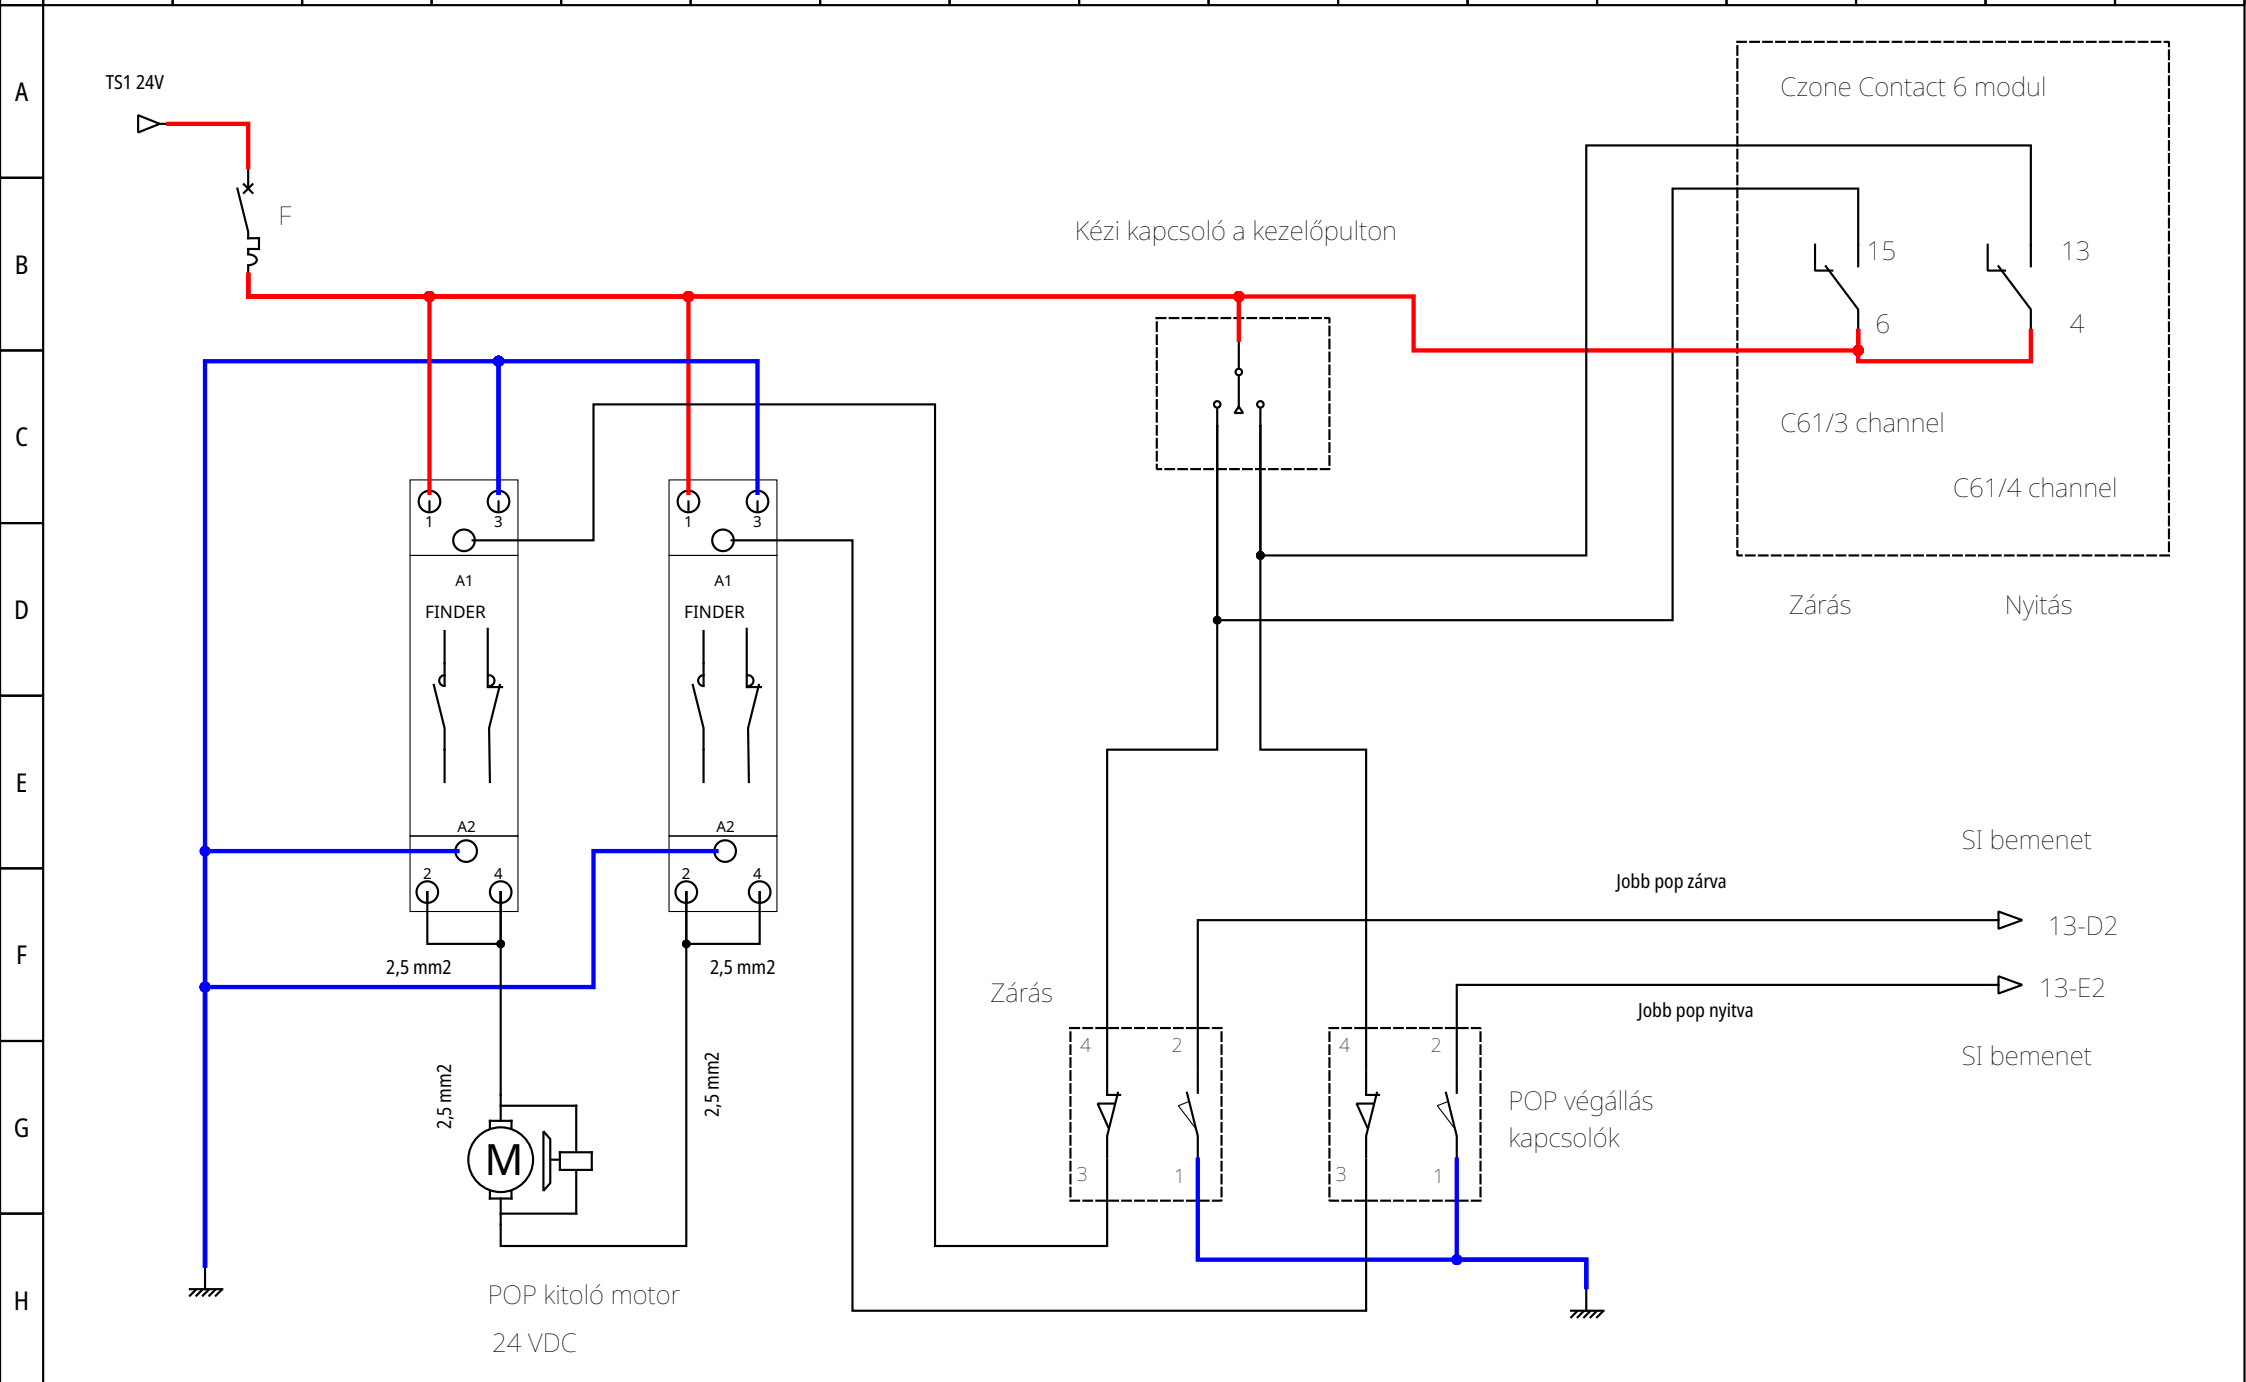 A
TS1 24V
Czone Contact 6 modul
F
Kézi kapcsoló a kezelőpulton
B
15
13
6
4
C
C61/3 channel
C61/4 channel
1
3
1
3
A1
A1
D
FINDER
FINDER
Zárás
Nyitás
E
A2
A2
SI bemenet
2
4
2
4
Jobb pop zárva
13-D2
F
2,5 mm2
2,5 mm2
Zárás
13-E2
Jobb pop nyitva
4
2
4
2
SI bemenet
2,5 mm2
2,5 mm2
POP végállás
kapcsolók
G
M
3
1
3
1
H
POP kitoló motor
24 VDC